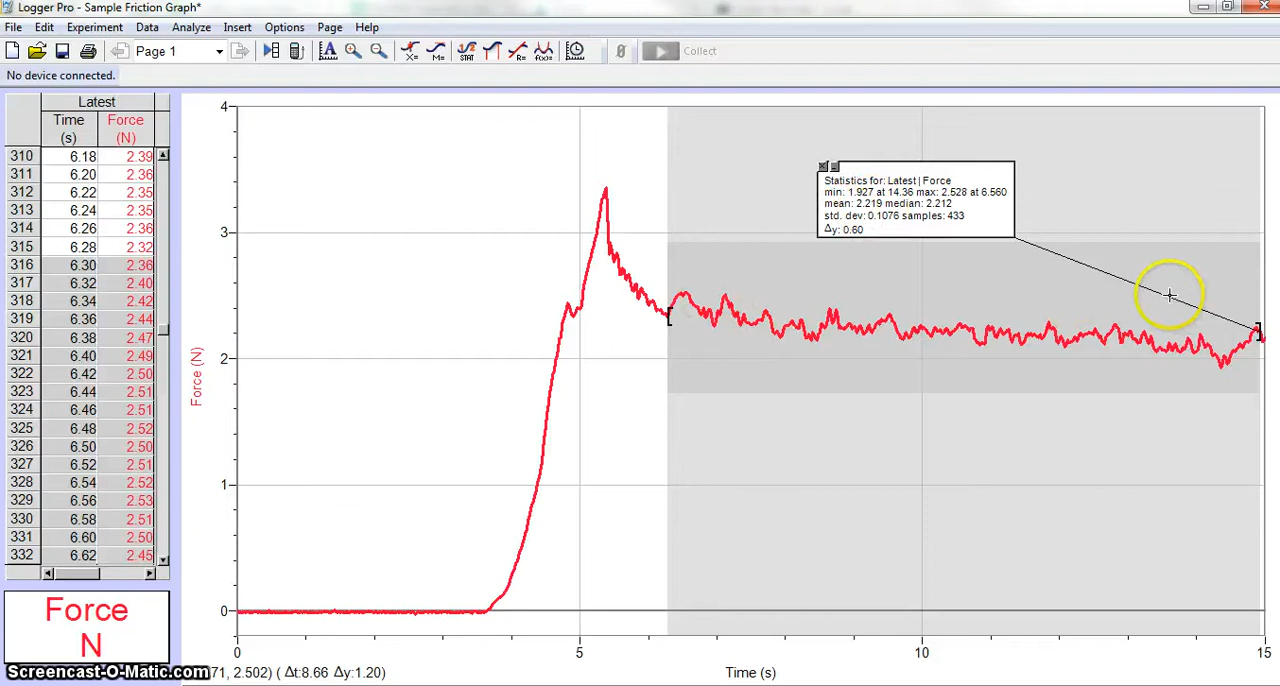 Logger Pro - Sample Friction Graph*
File Edit Experiment Data Analyze Insert Options Page Help
Page 1
Collect
No device connected.
Latest
Time (s) Force (N)
310 6.18 2.39
311 6.20 2.36
312 6.22 2.35
313 6.24 2.35
314 6.26 2.36
315 6.28 2.32
316 6.30 2.36
317 6.32 2.40
318 6.34 2.42
319 6.36 2.44
320 6.38 2.47
321 6.40 2.49
322 6.42 2.50
323 6.44 2.51
324 6.46 2.51
325 6.48 2.52
326 6.50 2.50
327 6.52 2.51
328 6.54 2.52
329 6.56 2.53
330 6.58 2.51
331 6.60 2.50
332 6.62 2.45
Force
N
4
3
2
1
0
Force (N)
Statistics for: Latest | Force
min: 1.927 at 14.36 max: 2.528 at 6.560
mean: 2.219 median: 2.212
std. dev: 0.1076 samples: 433
Δy: 0.60
0 5 10 15
Time (s)
71, 2.502) ( Δt:8.66 Δy:1.20)
Screencast-O-Matic.com